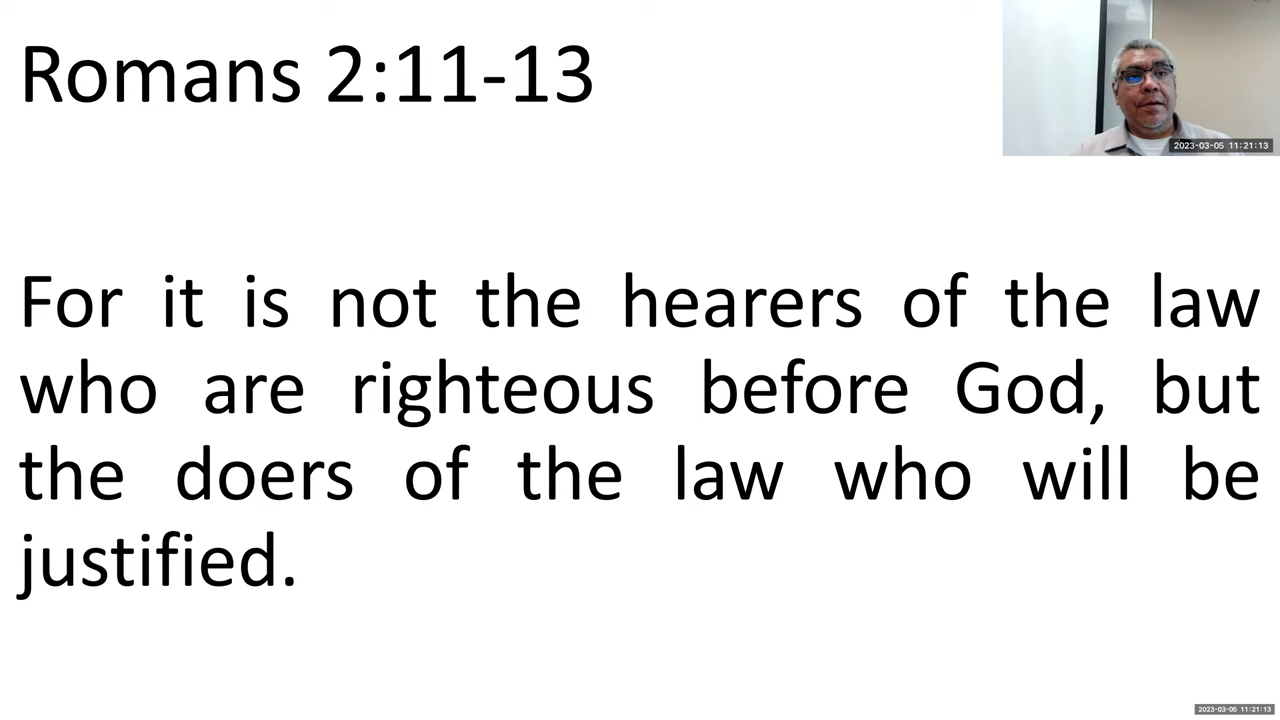 Romans 2:11-13
2023-03-05 11:21:13
For it is not the hearers of the law
who are righteous before God, but
the doers of the law who will be
justified.
2023-03-05 11:21:13